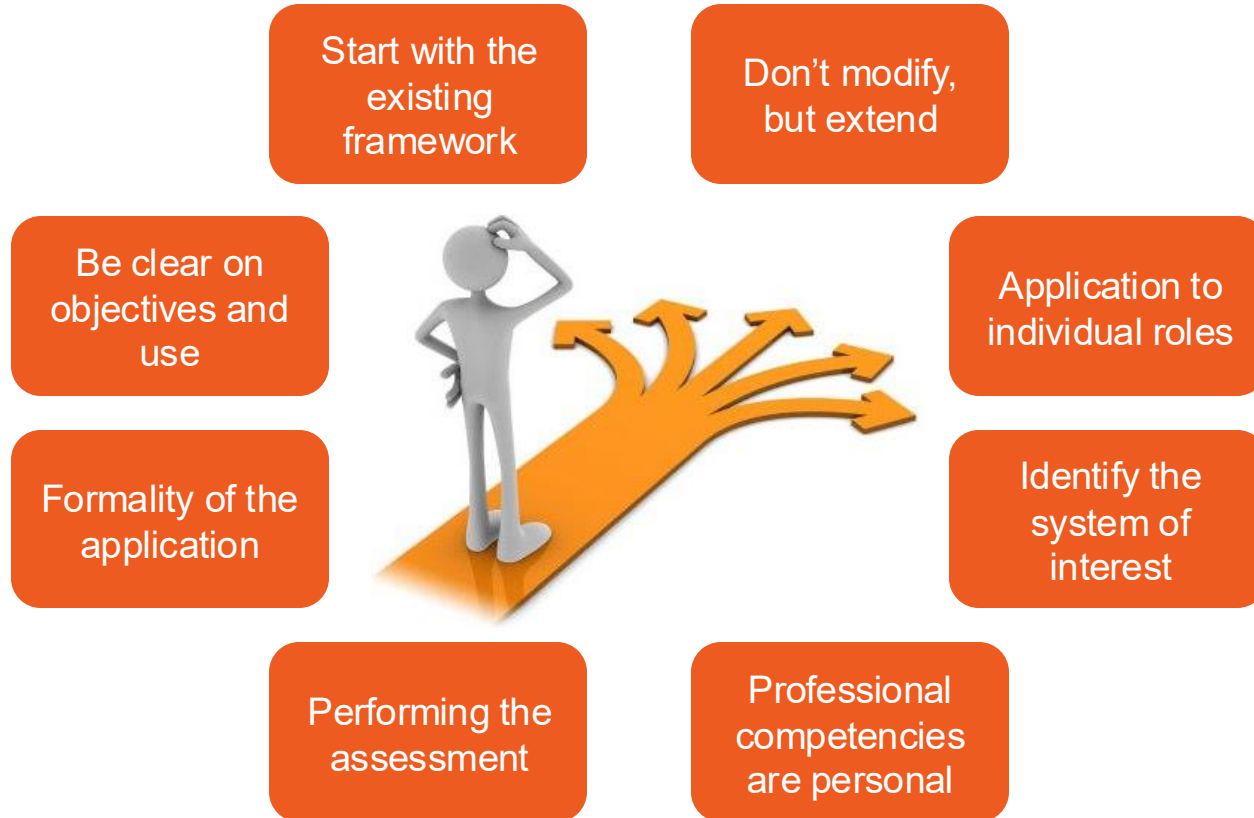 Start with the
existing
framework
Don’t modify,
but extend
Be clear on
objectives and
use
Application to
individual roles
Formality of the
application
Identify the
system of
interest
Performing the
assessment
Professional
competencies
are personal